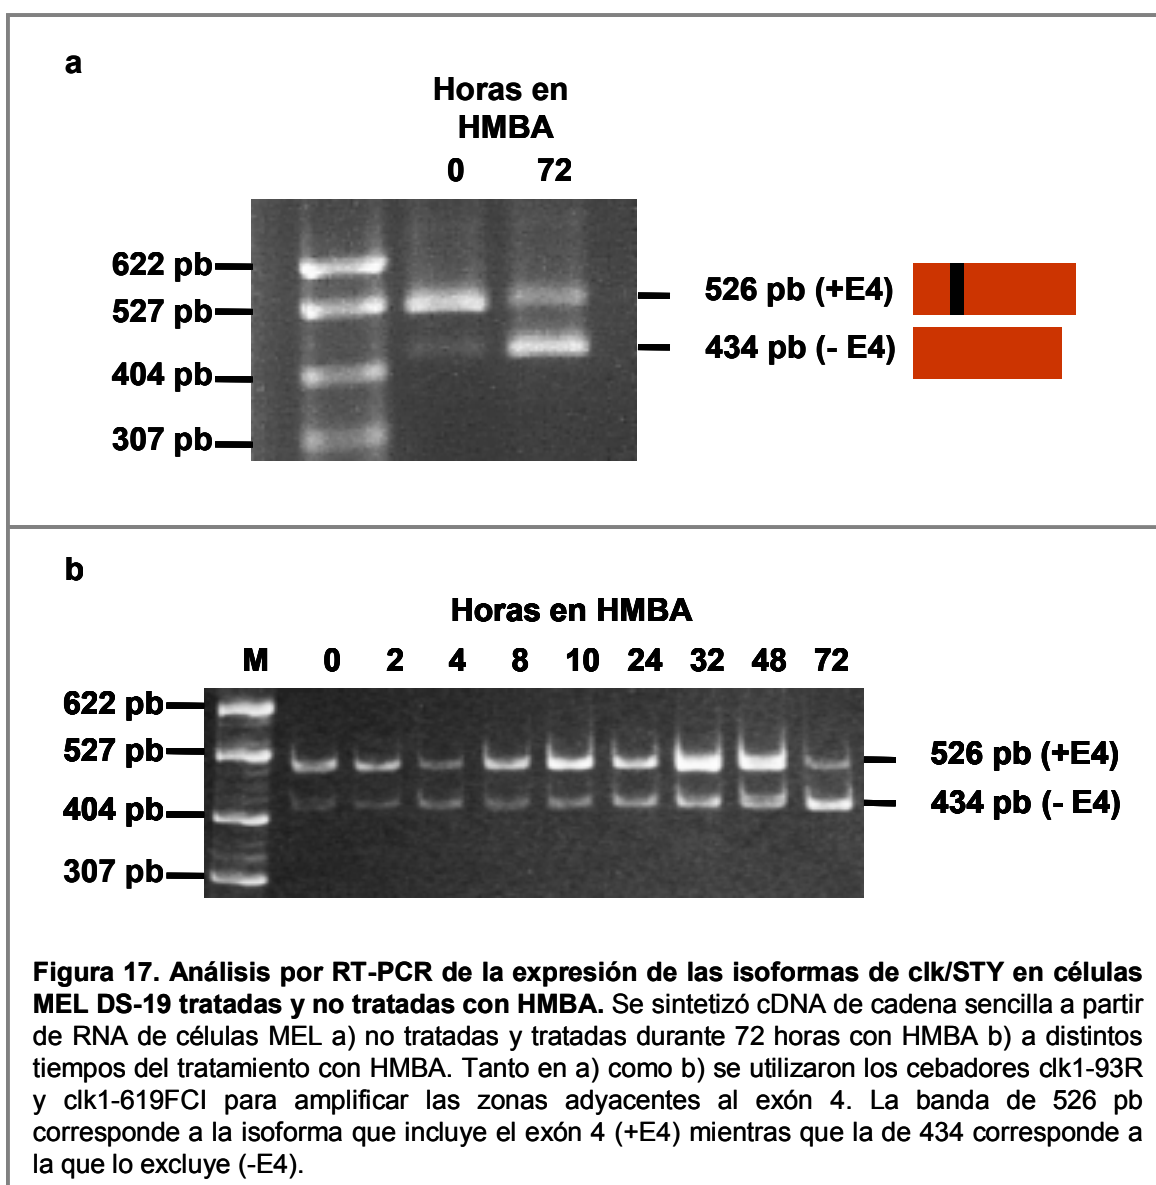 a
Horas en
HMBA
0 72
622 pb
527 pb
404 pb
307 pb
526 pb (+E4)
434 pb (- E4)
b
Horas en HMBA
M 0 2 4 8 10 24 32 48 72
622 pb
527 pb
404 pb
307 pb
526 pb (+E4)
434 pb (- E4)
Figura 17. Análisis por RT-PCR de la expresión de las isoformas de clk/STY en células
MEL DS-19 tratadas y no tratadas con HMBA. Se sintetizó cDNA de cadena sencilla a partir
de RNA de células MEL a) no tratadas y tratadas durante 72 horas con HMBA b) a distintos
tiempos del tratamiento con HMBA. Tanto en a) como b) se utilizaron los cebadores clk1-93R
y clk1-619FCI para amplificar las zonas adyacentes al exón 4. La banda de 526 pb
corresponde a la isoforma que incluye el exón 4 (+E4) mientras que la de 434 corresponde a
la que lo excluye (-E4).